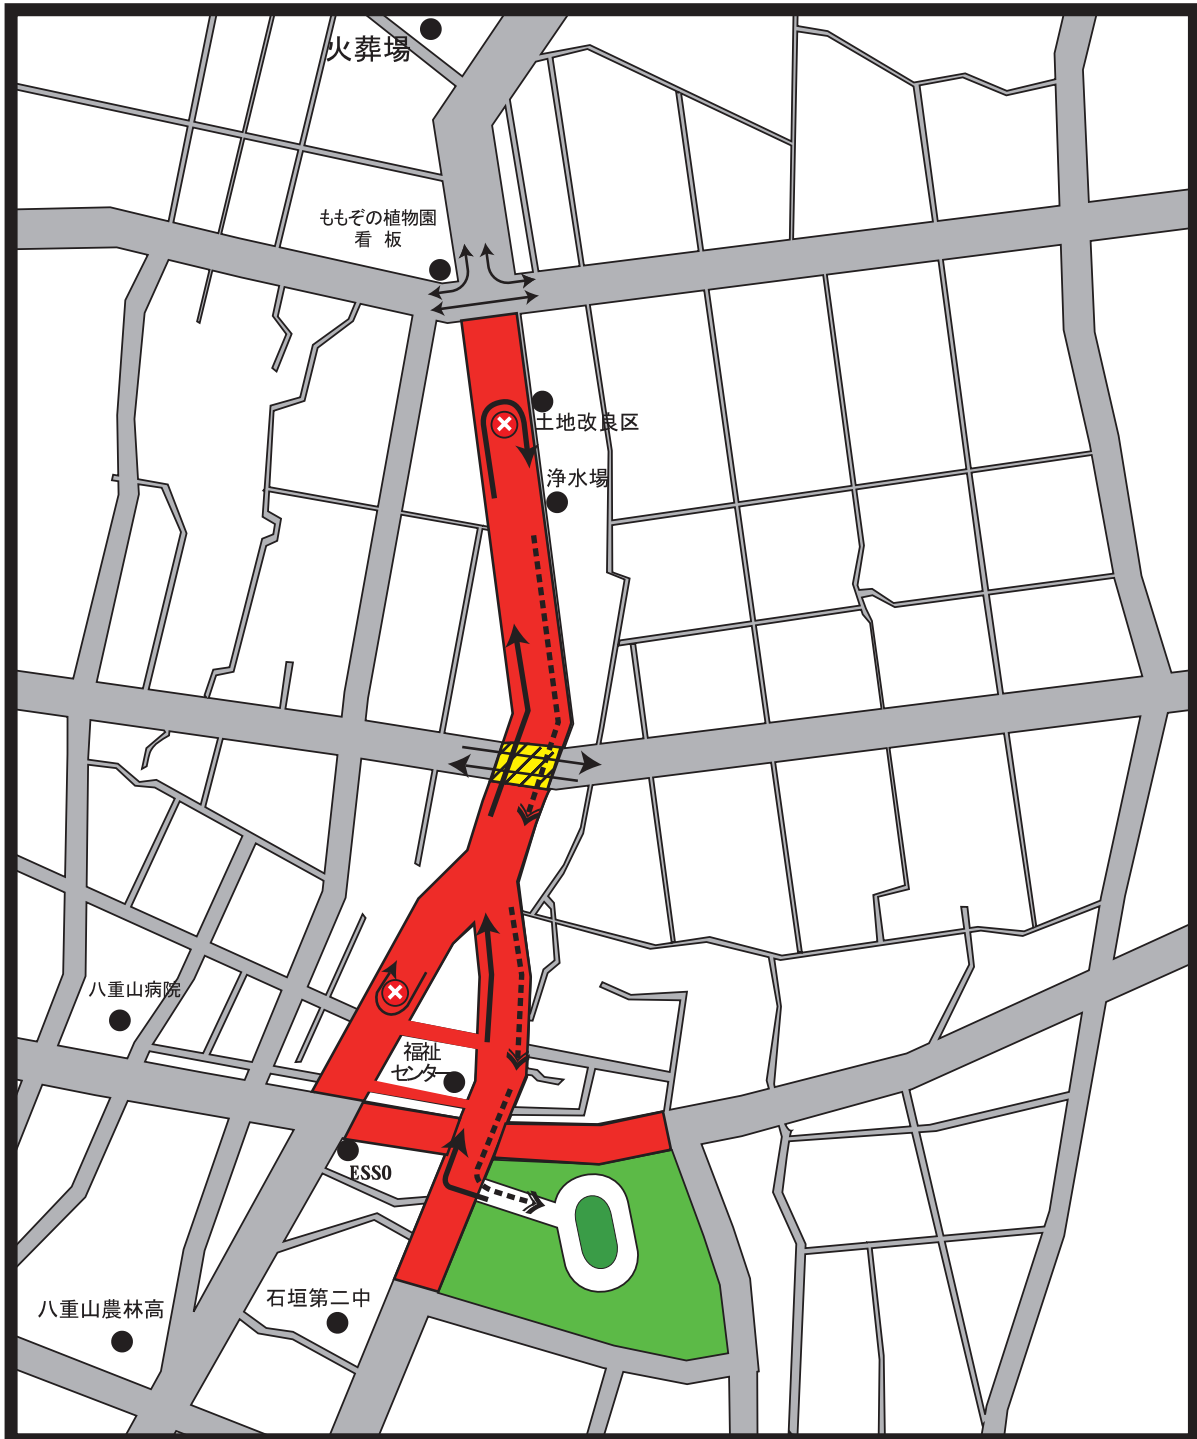 火葬場
ももぞの植物園
看 板
土地改良区
浄水場
八重山病院
福祉
センター
ESSO
石垣第二中
八重山農林高